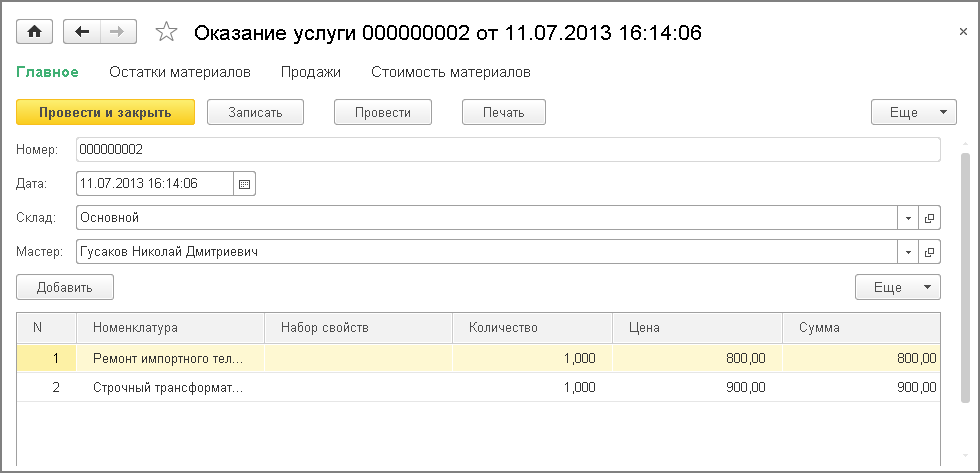 Оказание услуги 000000002 от 11.07.2013 16:14:06
Главное Остатки материалов Продажи Стоимость материалов
Провести и закрыть Записать Провести Печать Еще
Номер: 000000002
Дата: 11.07.2013 16:14:06
Склад: Основной
Мастер: Гусаков Николай Дмитриевич
Добавить Еще
N Номенклатура Набор свойств Количество Цена Сумма
1 Ремонт импортного тел... 1,000 800,00 800,00
2 Строчный трансформат... 1,000 900,00 900,00